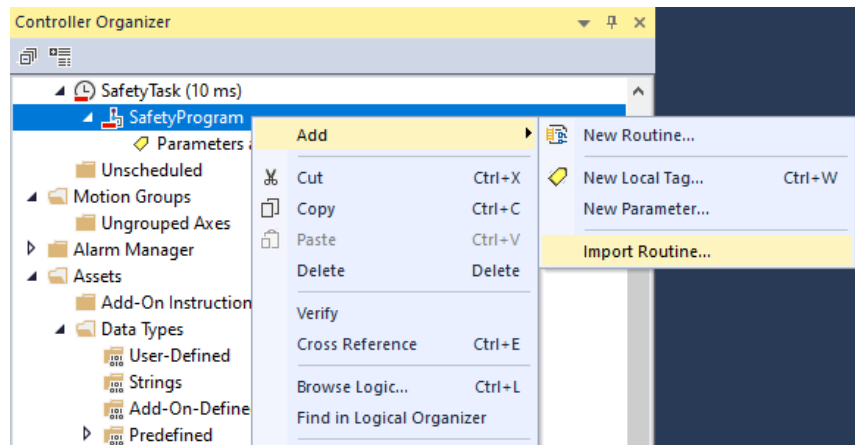 Controller Organizer
SafetyTask (10 ms)
SafetyProgram
Parameters
Unscheduled
Motion Groups
Ungrouped Axes
Alarm Manager
Assets
Add-On Instruction
Data Types
User-Defined
Strings
Add-On-Define
Predefined
Add
Cut Ctrl+X
Copy Ctrl+C
Paste Ctrl+V
Delete Delete
Verify
Cross Reference Ctrl+E
Browse Logic... Ctrl+L
Find in Logical Organizer
New Routine...
New Local Tag... Ctrl+W
New Parameter...
Import Routine...